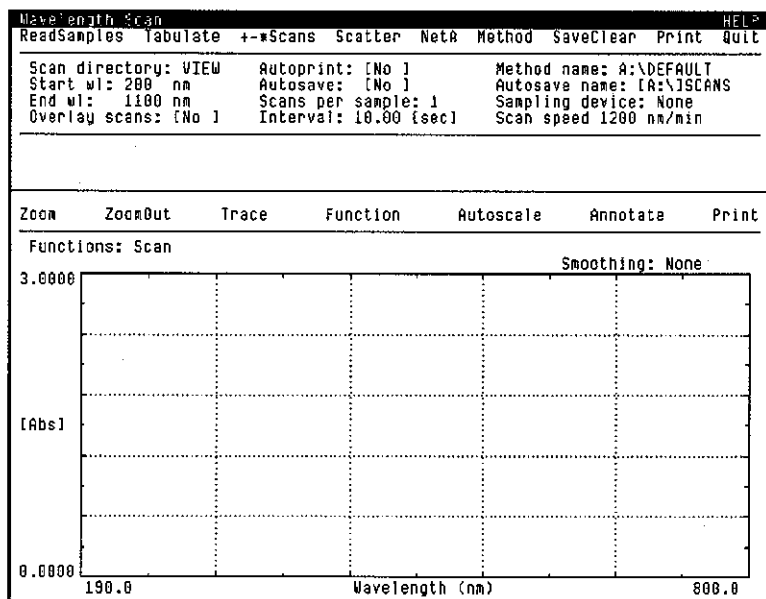 Wavelength Scan HELP
ReadSamples Tabulate +-*Scans Scatter NetA Method SaveClear Print Quit
Scan directory: VIEW Autoprint: [No ] Method name: A:\DEFAULT
Start wl: 200 nm Autosave: [No ] Autosave name: [A:\]SCANS
End wl: 1100 nm Scans per sample: 1 Sampling device: None
Overlay scans: [No ] Interval: 10.00 [sec] Scan speed 1200 nm/min
Zoom ZoomOut Trace Function Autoscale Annotate Print
Functions: Scan
Smoothing: None
3.0000
[Abs]
0.0000
190.0 Wavelength (nm) 800.0